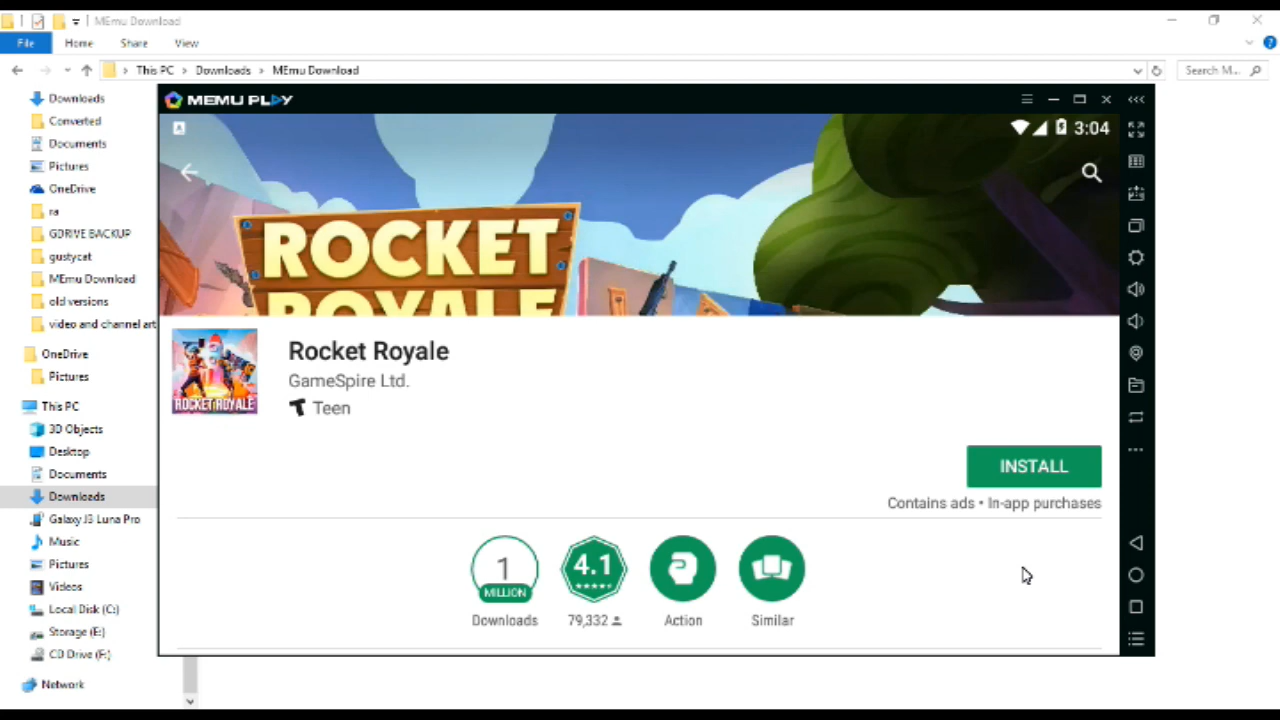 MEmu Download
File Home Share View
This PC > Downloads > MEmu Download
Search M...
Downloads
Converted
Documents
Pictures
OneDrive
ra
GDRIVE BACKUP
gustycat
MEmu Download
old versions
video and channel art
OneDrive
Pictures
This PC
3D Objects
Desktop
Documents
Downloads
Galaxy J3 Luna Pro
Music
Pictures
Videos
Local Disk (C:)
Storage (E:)
CD Drive (F:)
Network
MEMU PLAY
A 3:04
ROCKET
ROYALE
ROCKET ROYALE
Rocket Royale
GameSpire Ltd.
T Teen
INSTALL
Contains ads • In-app purchases
1
MILLION
4.1
Downloads 79,332 Action Similar